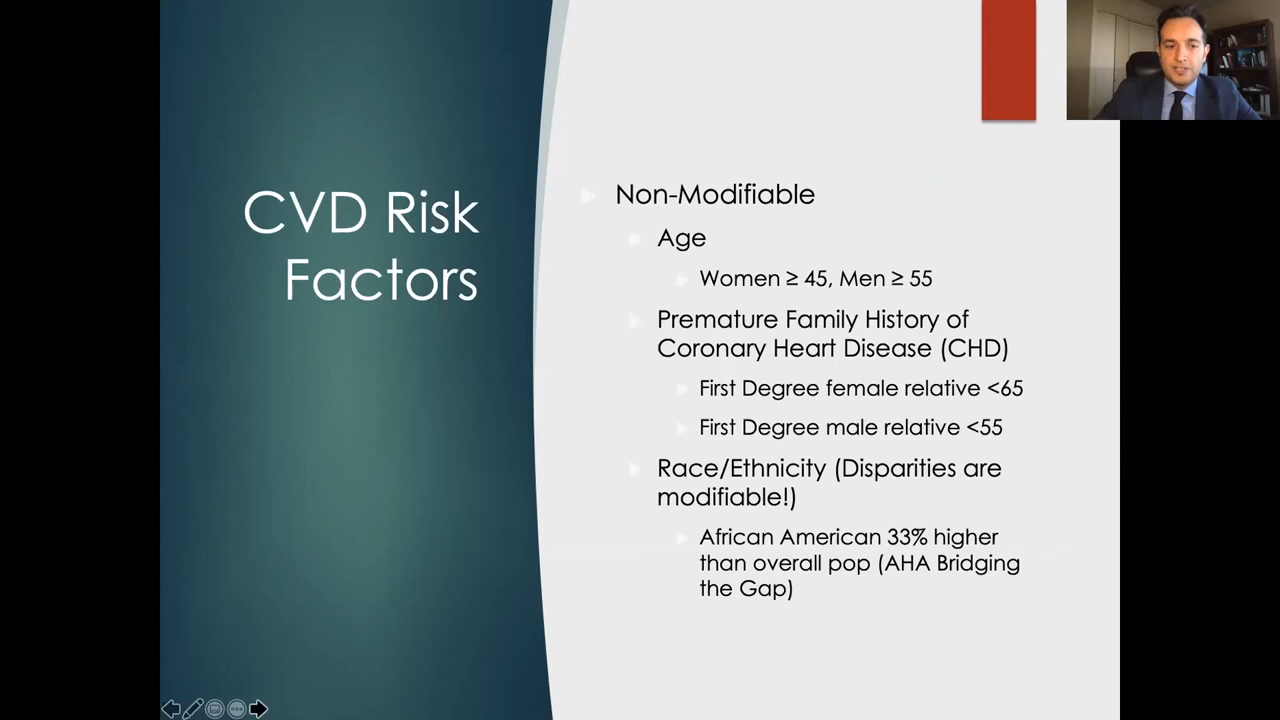 CVD Risk
Factors
Non-Modifiable
Age
Women ≥ 45, Men ≥ 55
Premature Family History of
Coronary Heart Disease (CHD)
First Degree female relative <65
First Degree male relative <55
Race/Ethnicity (Disparities are
modifiable!)
African American 33% higher
than overall pop (AHA Bridging
the Gap)